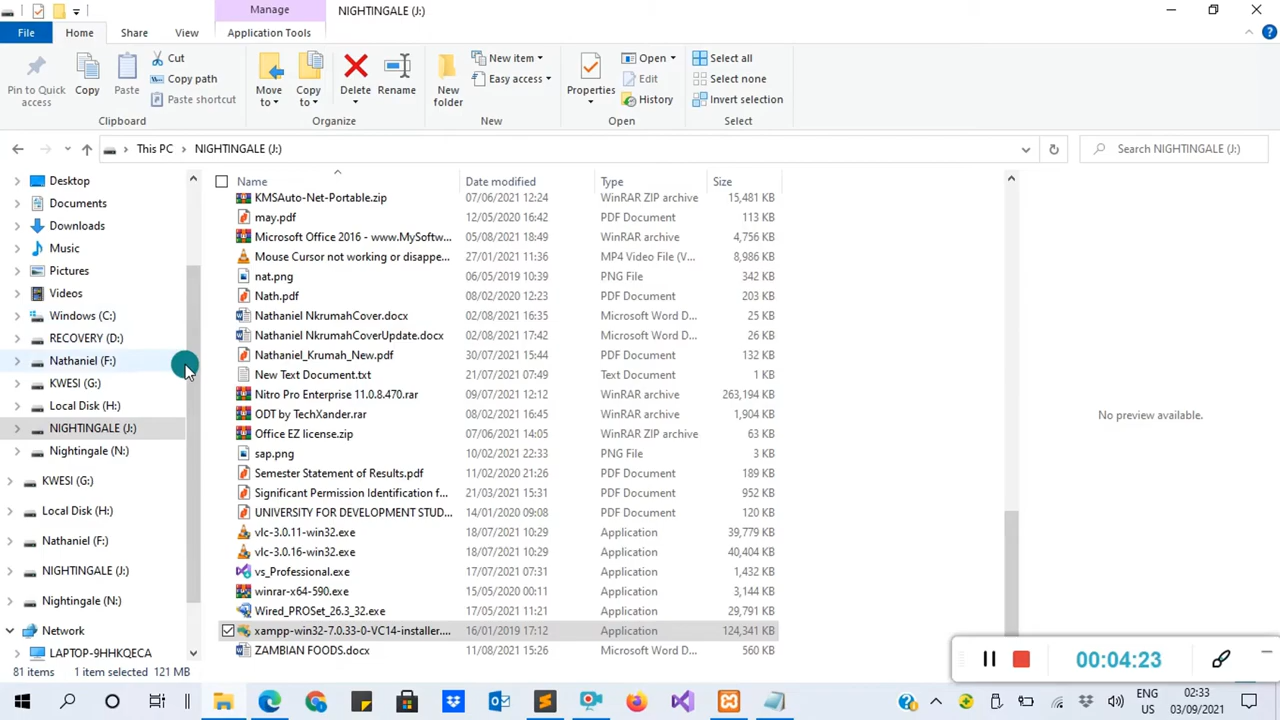 Manage
NIGHTINGALE (J:)
File
Home
Share
View
Application Tools
Pin to Quick access
Copy
Paste
Cut
Copy path
Paste shortcut
Clipboard
Move to
Copy to
Delete
Rename
Organize
New folder
New item
Easy access
New
Properties
Open
Edit
History
Open
Select all
Select none
Invert selection
Select
This PC
NIGHTINGALE (J:)
Search NIGHTINGALE (J:)
Desktop
Documents
Downloads
Music
Pictures
Videos
Windows (C:)
RECOVERY (D:)
Nathaniel (F:)
KWESI (G:)
Local Disk (H:)
NIGHTINGALE (J:)
Nightingale (N:)
KWESI (G:)
Local Disk (H:)
Nathaniel (F:)
NIGHTINGALE (J:)
Nightingale (N:)
Network
LAPTOP-9HHKQECA
Name Date modified Type Size
KMSAuto-Net-Portable.zip 07/06/2021 12:24 WinRAR ZIP archive 15,481 KB
may.pdf 12/05/2020 16:42 PDF Document 113 KB
Microsoft Office 2016 - www.MySoftw... 05/08/2021 18:49 WinRAR archive 4,756 KB
Mouse Cursor not working or disappe... 27/01/2021 11:36 MP4 Video File (V... 8,986 KB
nat.png 06/05/2019 10:39 PNG File 342 KB
Nath.pdf 08/02/2020 12:23 PDF Document 203 KB
Nathaniel NkrumahCover.docx 02/08/2021 16:35 Microsoft Word D... 25 KB
Nathaniel NkrumahCoverUpdate.docx 02/08/2021 17:42 Microsoft Word D... 26 KB
Nathaniel_Krumah_New.pdf 30/07/2021 15:44 PDF Document 132 KB
New Text Document.txt 21/07/2021 07:49 Text Document 1 KB
Nitro Pro Enterprise 11.0.8.470.rar 09/07/2021 12:12 WinRAR archive 263,194 KB
ODT by TechXander.rar 08/02/2021 16:45 WinRAR archive 1,904 KB
Office EZ license.zip 07/06/2021 14:05 WinRAR ZIP archive 63 KB
sap.png 10/02/2021 22:33 PNG File 3 KB
Semester Statement of Results.pdf 11/02/2020 21:26 PDF Document 189 KB
Significant Permission Identification f... 21/03/2021 15:31 PDF Document 952 KB
UNIVERSITY FOR DEVELOPMENT STUD... 14/01/2020 09:08 PDF Document 120 KB
vlc-3.0.11-win32.exe 18/07/2021 10:29 Application 39,779 KB
vlc-3.0.16-win32.exe 18/07/2021 10:29 Application 40,404 KB
vs_Professional.exe 17/07/2021 07:31 Application 1,432 KB
winrar-x64-590.exe 15/05/2020 00:11 Application 3,144 KB
Wired_PROSet_26.3_32.exe 17/05/2021 11:21 Application 29,791 KB
xampp-win32-7.0.33-0-VC14-installer.... 16/01/2019 17:12 Application 124,341 KB
ZAMBIAN FOODS.docx 11/08/2021 15:26 Microsoft Word D... 560 KB
No preview available.
81 items 1 item selected 121 MB
00:04:23
ENG
US
02:33
03/09/2021